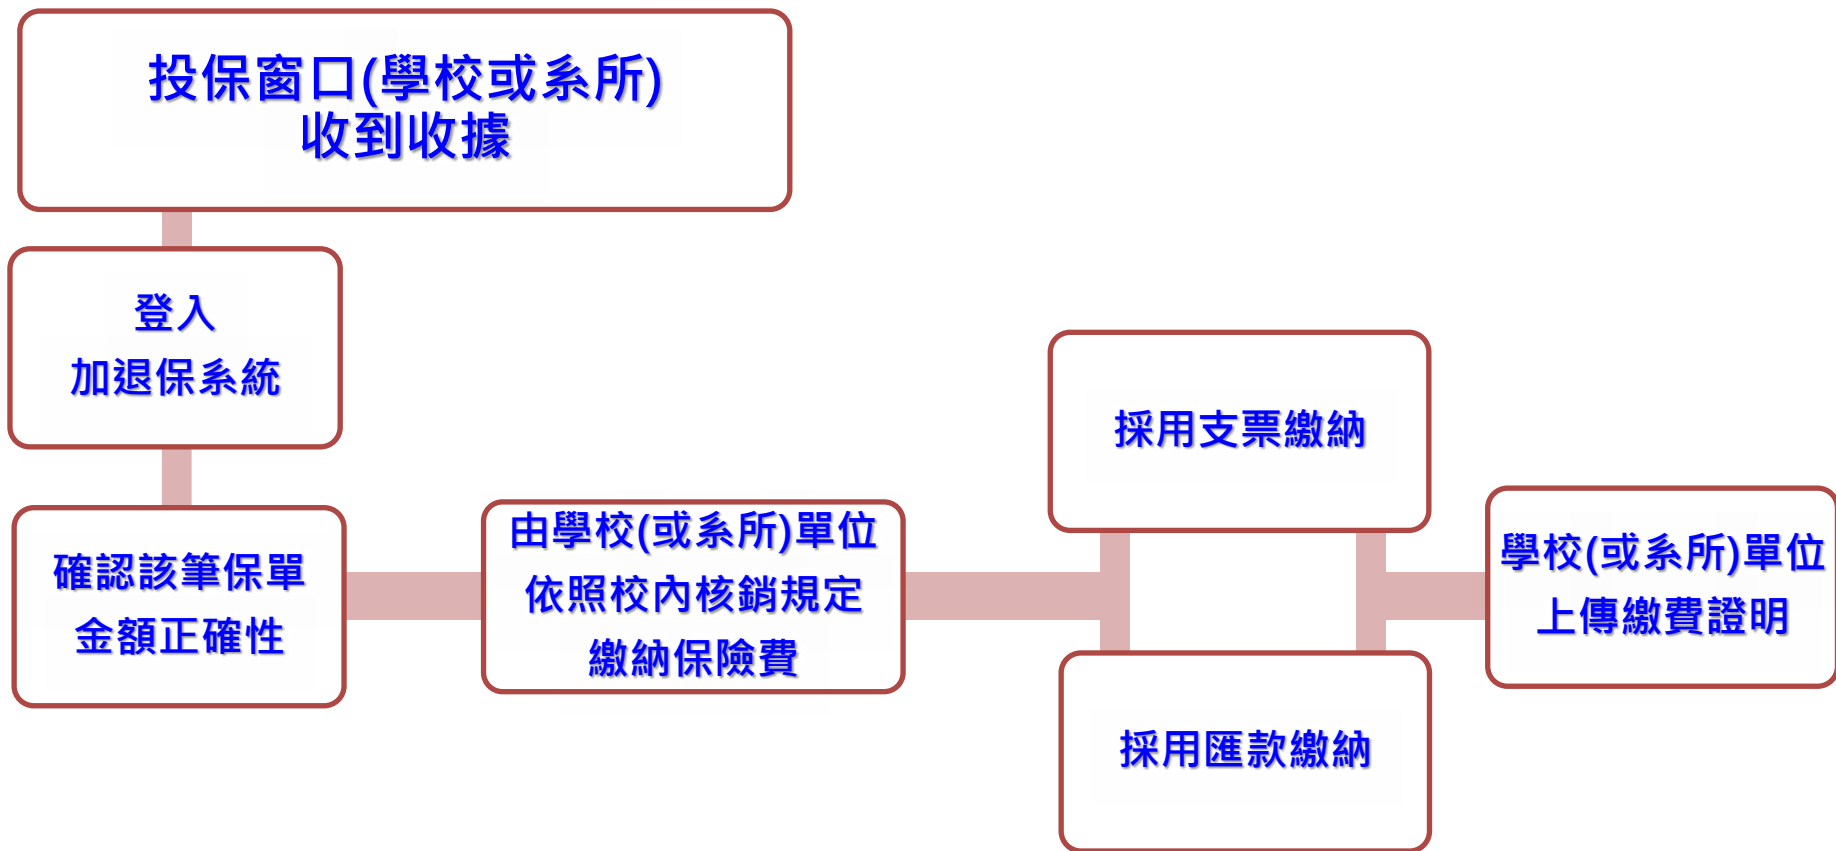 投保窗口(學校或系所)
收到收據
登入
加退保系統
確認該筆保單
金額正確性
由學校(或系所)單位
依照校內核銷規定
繳納保險費
採用支票繳納
採用匯款繳納
學校(或系所)單位
上傳繳費證明